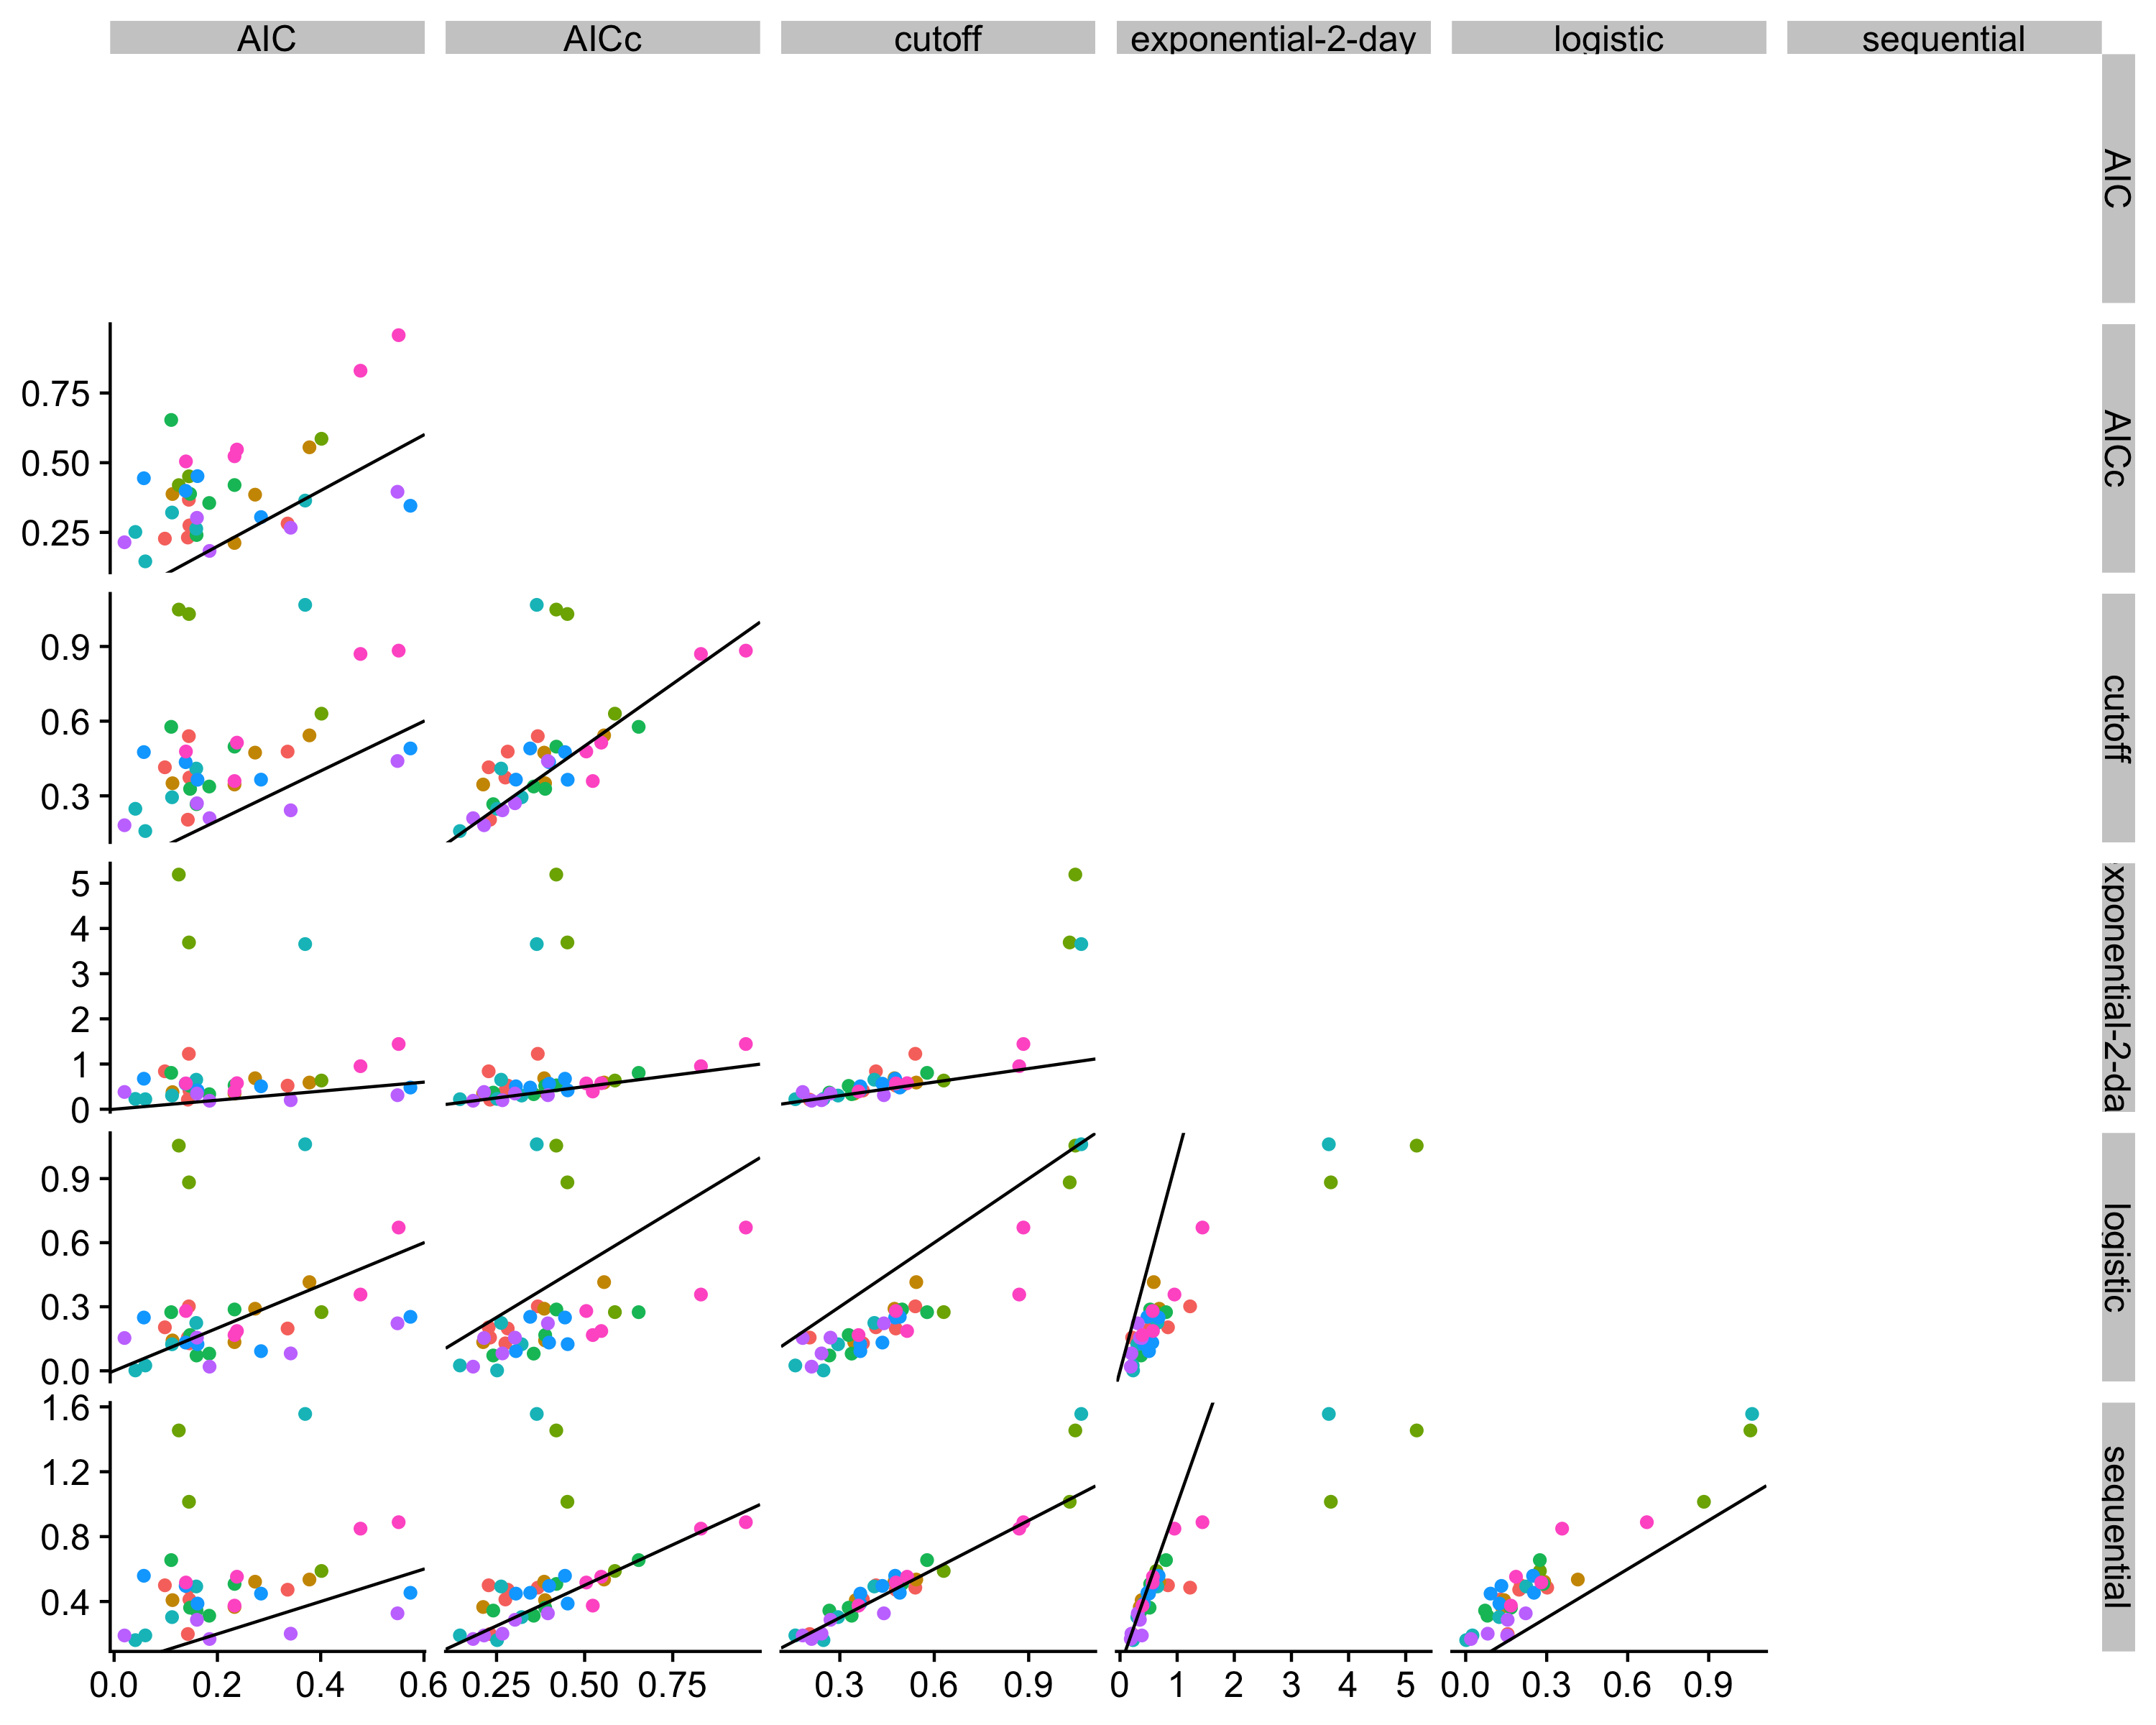 AIC AICc cutoff exponential-2-day logistic sequential
AIC
0.75
0.50
0.25
AICc
0.9
0.6
0.3
cutoff
5
4
3
2
1
0
xponential-2-da
0.9
0.6
0.3
0.0
logistic
1.6
1.2
0.8
0.4
sequential
0.0 0.2 0.4 0.6 0.25 0.50 0.75 0.3 0.6 0.9 0 1 2 3 4 5 0.0 0.3 0.6 0.9